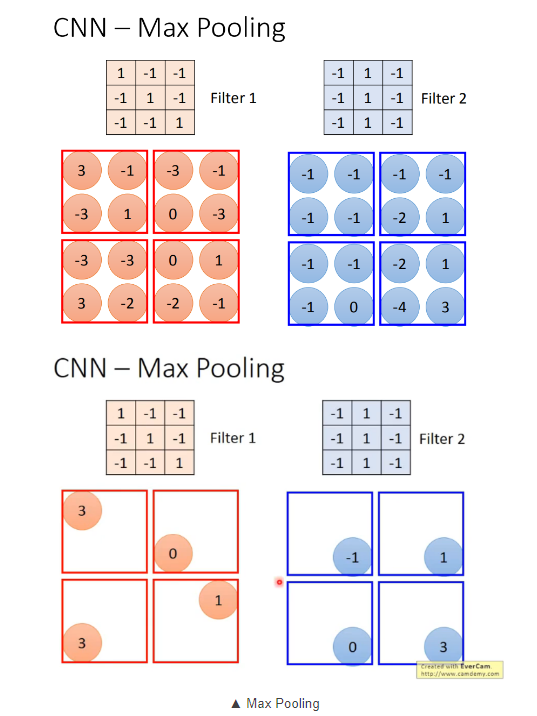 CNN – Max Pooling
1 -1 -1
-1 1 -1
-1 -1 1
Filter 1
-1 1 -1
-1 1 -1
-1 1 -1
Filter 2
3 -1 -3 -1
-3 1 0 -3
-3 -3 0 1
3 -2 -2 -1
-1 -1 -1 -1
-1 -1 -2 1
-1 -1 -2 1
-1 0 -4 3
CNN – Max Pooling
1 -1 -1
-1 1 -1
-1 -1 1
Filter 1
-1 1 -1
-1 1 -1
-1 1 -1
Filter 2
3
0
1
3
-1 1
0 3
Created with EverCam.
http://www.camdemy.com
▲ Max Pooling